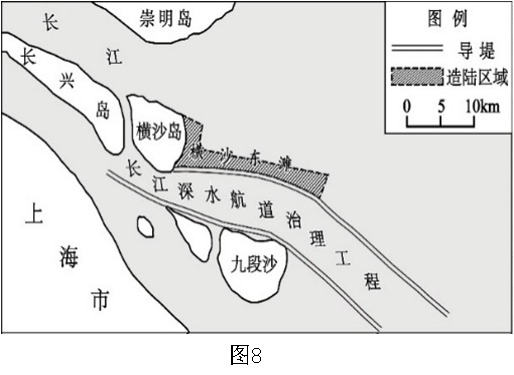 崇明岛
长江
长兴岛
横沙岛
横沙东滩
长江深水航道治理工程
上海市
九段沙
图例
导堤
造陆区域
0 5 10km
图8